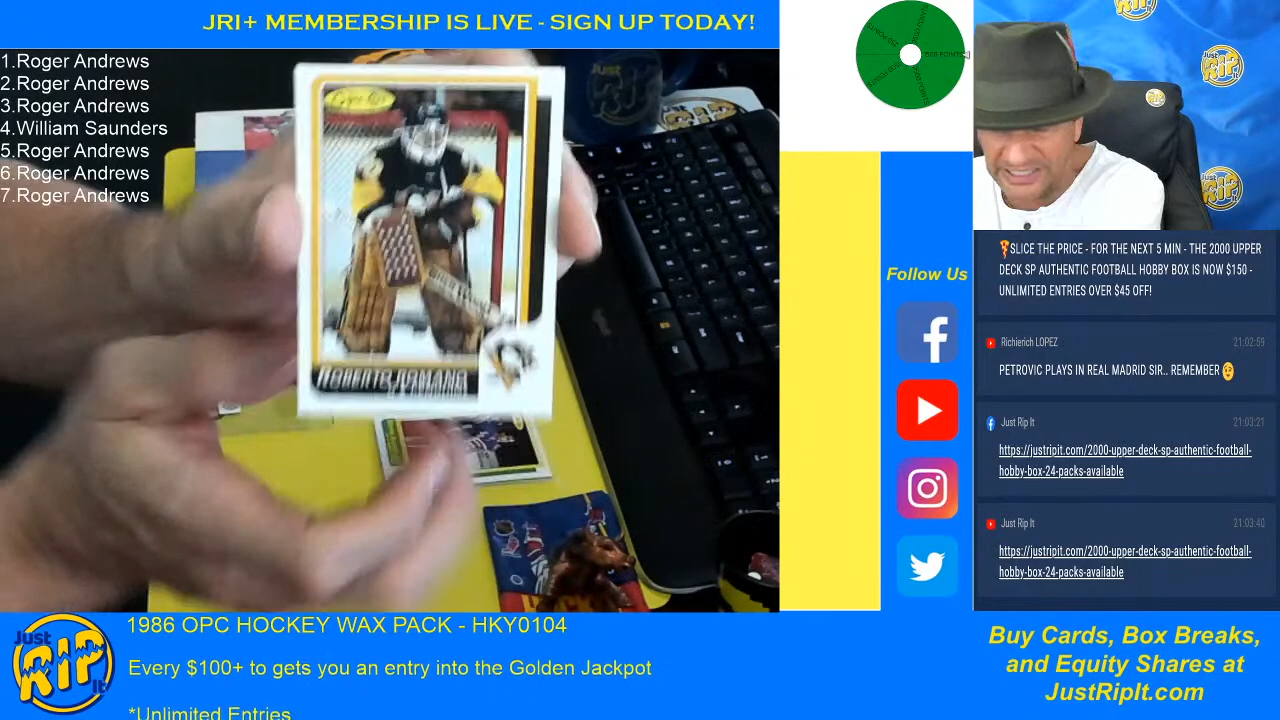 JRI+ MEMBERSHIP IS LIVE - SIGN UP TODAY!
1.Roger Andrews
2.Roger Andrews
3.Roger Andrews
4.William Saunders
5.Roger Andrews
6.Roger Andrews
7.Roger Andrews
ROBERTO ROMANO
Follow Us
SLICE THE PRICE - FOR THE NEXT 5 MIN - THE 2000 UPPER
DECK SP AUTHENTIC FOOTBALL HOBBY BOX IS NOW $150 -
UNLIMITED ENTRIES OVER $45 OFF!
Richierich LOPEZ 21:02:59
PETROVIC PLAYS IN REAL MADRID SIR.. REMEMBER
Just Rip It 21:03:21
https://justripit.com/2000-upper-deck-sp-authentic-football-
hobby-box-24-packs-available
Just Rip It 21:03:40
https://justripit.com/2000-upper-deck-sp-authentic-football-
hobby-box-24-packs-available
Just
RIP
It
1986 OPC HOCKEY WAX PACK - HKY0104
Every $100+ to gets you an entry into the Golden Jackpot
*Unlimited Entries
Buy Cards, Box Breaks,
and Equity Shares at
JustRipIt.com